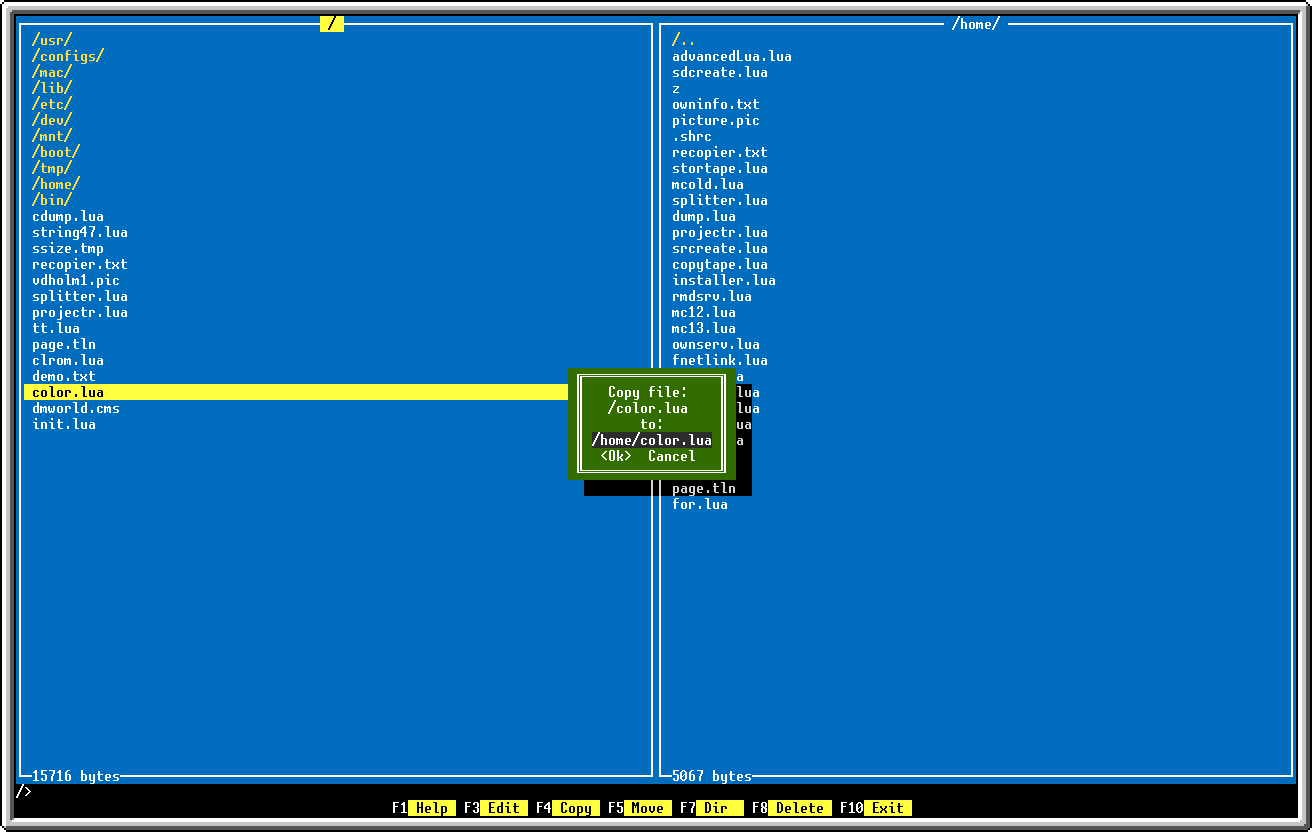 /
/usr/
/configs/
/mac/
/lib/
/etc/
/dev/
/mnt/
/boot/
/tmp/
/home/
/bin/
cdump.lua
string47.lua
ssize.tmp
recopier.txt
vdholm1.pic
splitter.lua
projectr.lua
tt.lua
page.tln
clrom.lua
demo.txt
color.lua
dmworld.cms
init.lua
15716 bytes
/home/
/..
advancedLua.lua
sdcreate.lua
z
owninfo.txt
picture.pic
.shrc
recopier.txt
stortape.lua
mcold.lua
splitter.lua
dump.lua
projectr.lua
srcreate.lua
copytape.lua
installer.lua
rmdsrv.lua
mc12.lua
mc13.lua
ownserv.lua
fnetlink.lua
a
lua
lua
ua
a
page.tln
for.lua
5067 bytes
Copy file:
/color.lua
to:
/home/color.lua
<Ok> Cancel
/>
F1 Help F3 Edit F4 Copy F5 Move F7 Dir F8 Delete F10 Exit